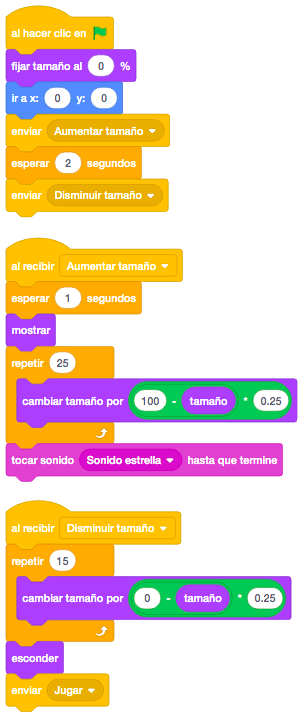 al hacer clic en
fijar tamaño al 0 %
ir a x: 0 y: 0
enviar Aumentar tamaño
esperar 2 segundos
enviar Disminuir tamaño
al recibir Aumentar tamaño
esperar 1 segundos
mostrar
repetir 25
cambiar tamaño por 100 - tamaño * 0.25
tocar sonido Sonido estrella hasta que termine
al recibir Disminuir tamaño
repetir 15
cambiar tamaño por 0 - tamaño * 0.25
esconder
enviar Jugar